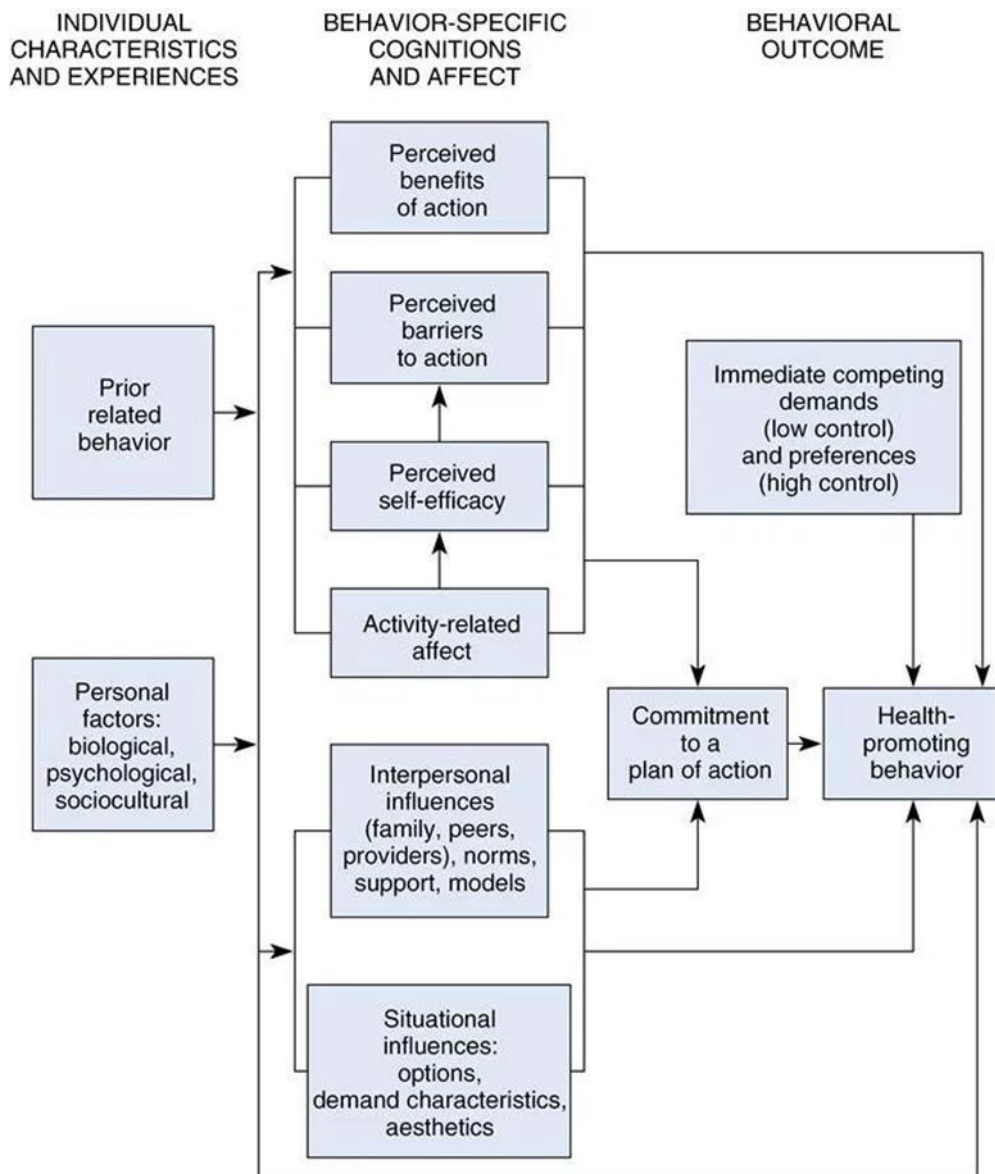 INDIVIDUAL
CHARACTERISTICS
AND EXPERIENCES
BEHAVIOR-SPECIFIC
COGNITIONS
AND AFFECT
BEHAVIORAL
OUTCOME
Perceived
benefits
of action
Perceived
barriers
to action
Prior
related
behavior
Immediate competing
demands
(low control)
and preferences
(high control)
Perceived
self-efficacy
Activity-related
affect
Personal
factors:
biological,
psychological,
sociocultural
Commitment
to a
plan of action
Health-
promoting
behavior
Interpersonal
influences
(family, peers,
providers), norms,
support, models
Situational
influences:
options,
demand characteristics,
aesthetics